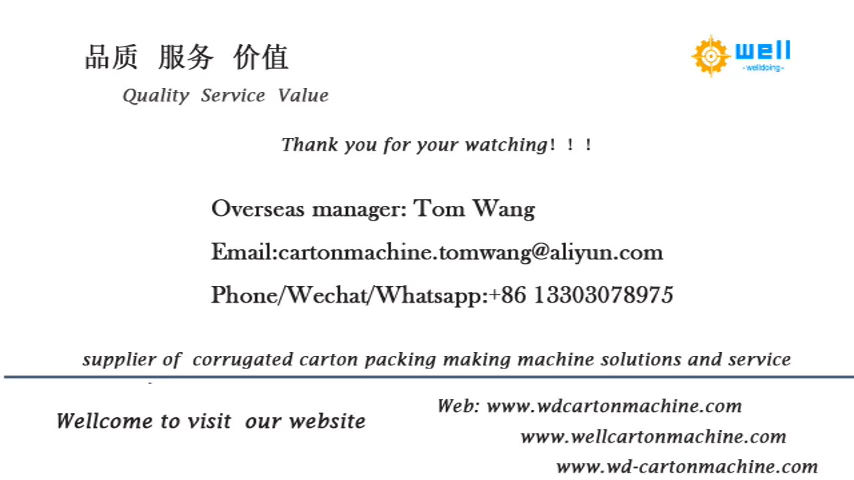 品质 服务 价值
well
-welldoing-
Quality Service Value
Thank you for your watching！！！
Overseas manager: Tom Wang
Email:cartonmachine.tomwang@aliyun.com
Phone/Wechat/Whatsapp:+86 13303078975
supplier of corrugated carton packing making machine solutions and service
Wellcome to visit our website
Web: www.wdcartonmachine.com
www.wellcartonmachine.com
www.wd-cartonmachine.com